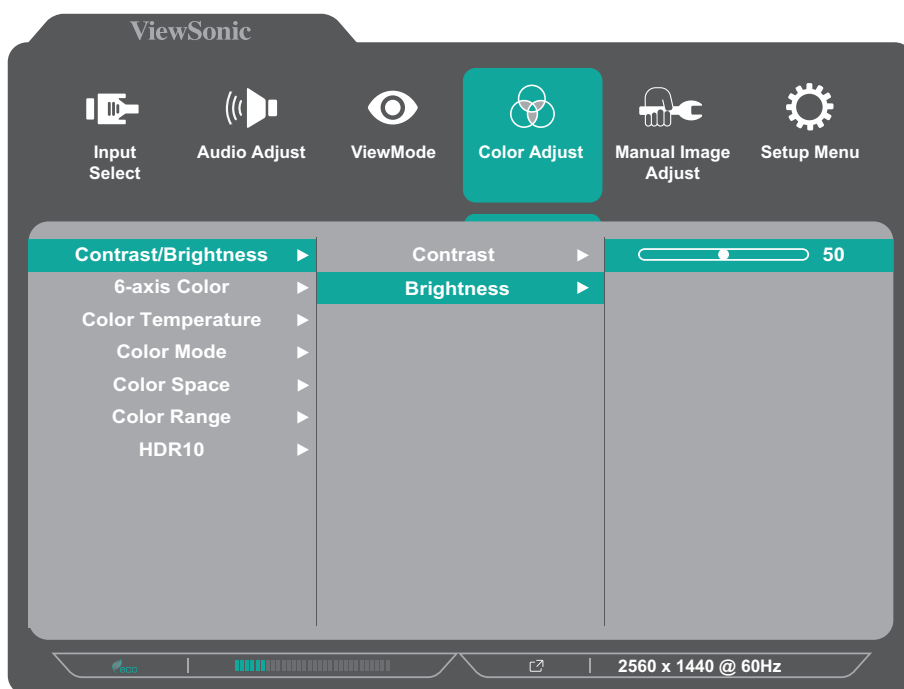 ViewSonic
Input Select
Audio Adjust
ViewMode
Color Adjust
Manual Image Adjust
Setup Menu
Contrast/Brightness
Contrast
50
6-axis Color
Brightness
Color Temperature
Color Mode
Color Space
Color Range
HDR10
eco
2560 x 1440 @ 60Hz